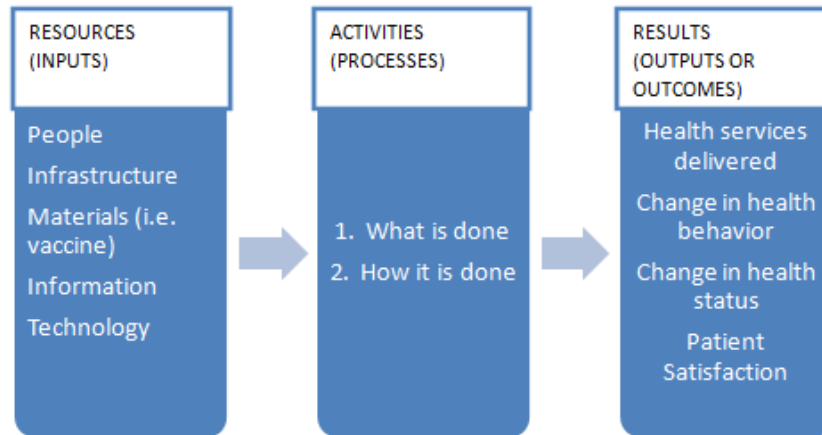 RESOURCES
(INPUTS)
People
Infrastructure
Materials (i.e.
vaccine)
Information
Technology
ACTIVITIES
(PROCESSES)
1. What is done
2. How it is done
RESULTS
(OUTPUTS OR
OUTCOMES)
Health services
delivered
Change in health
behavior
Change in health
status
Patient
Satisfaction